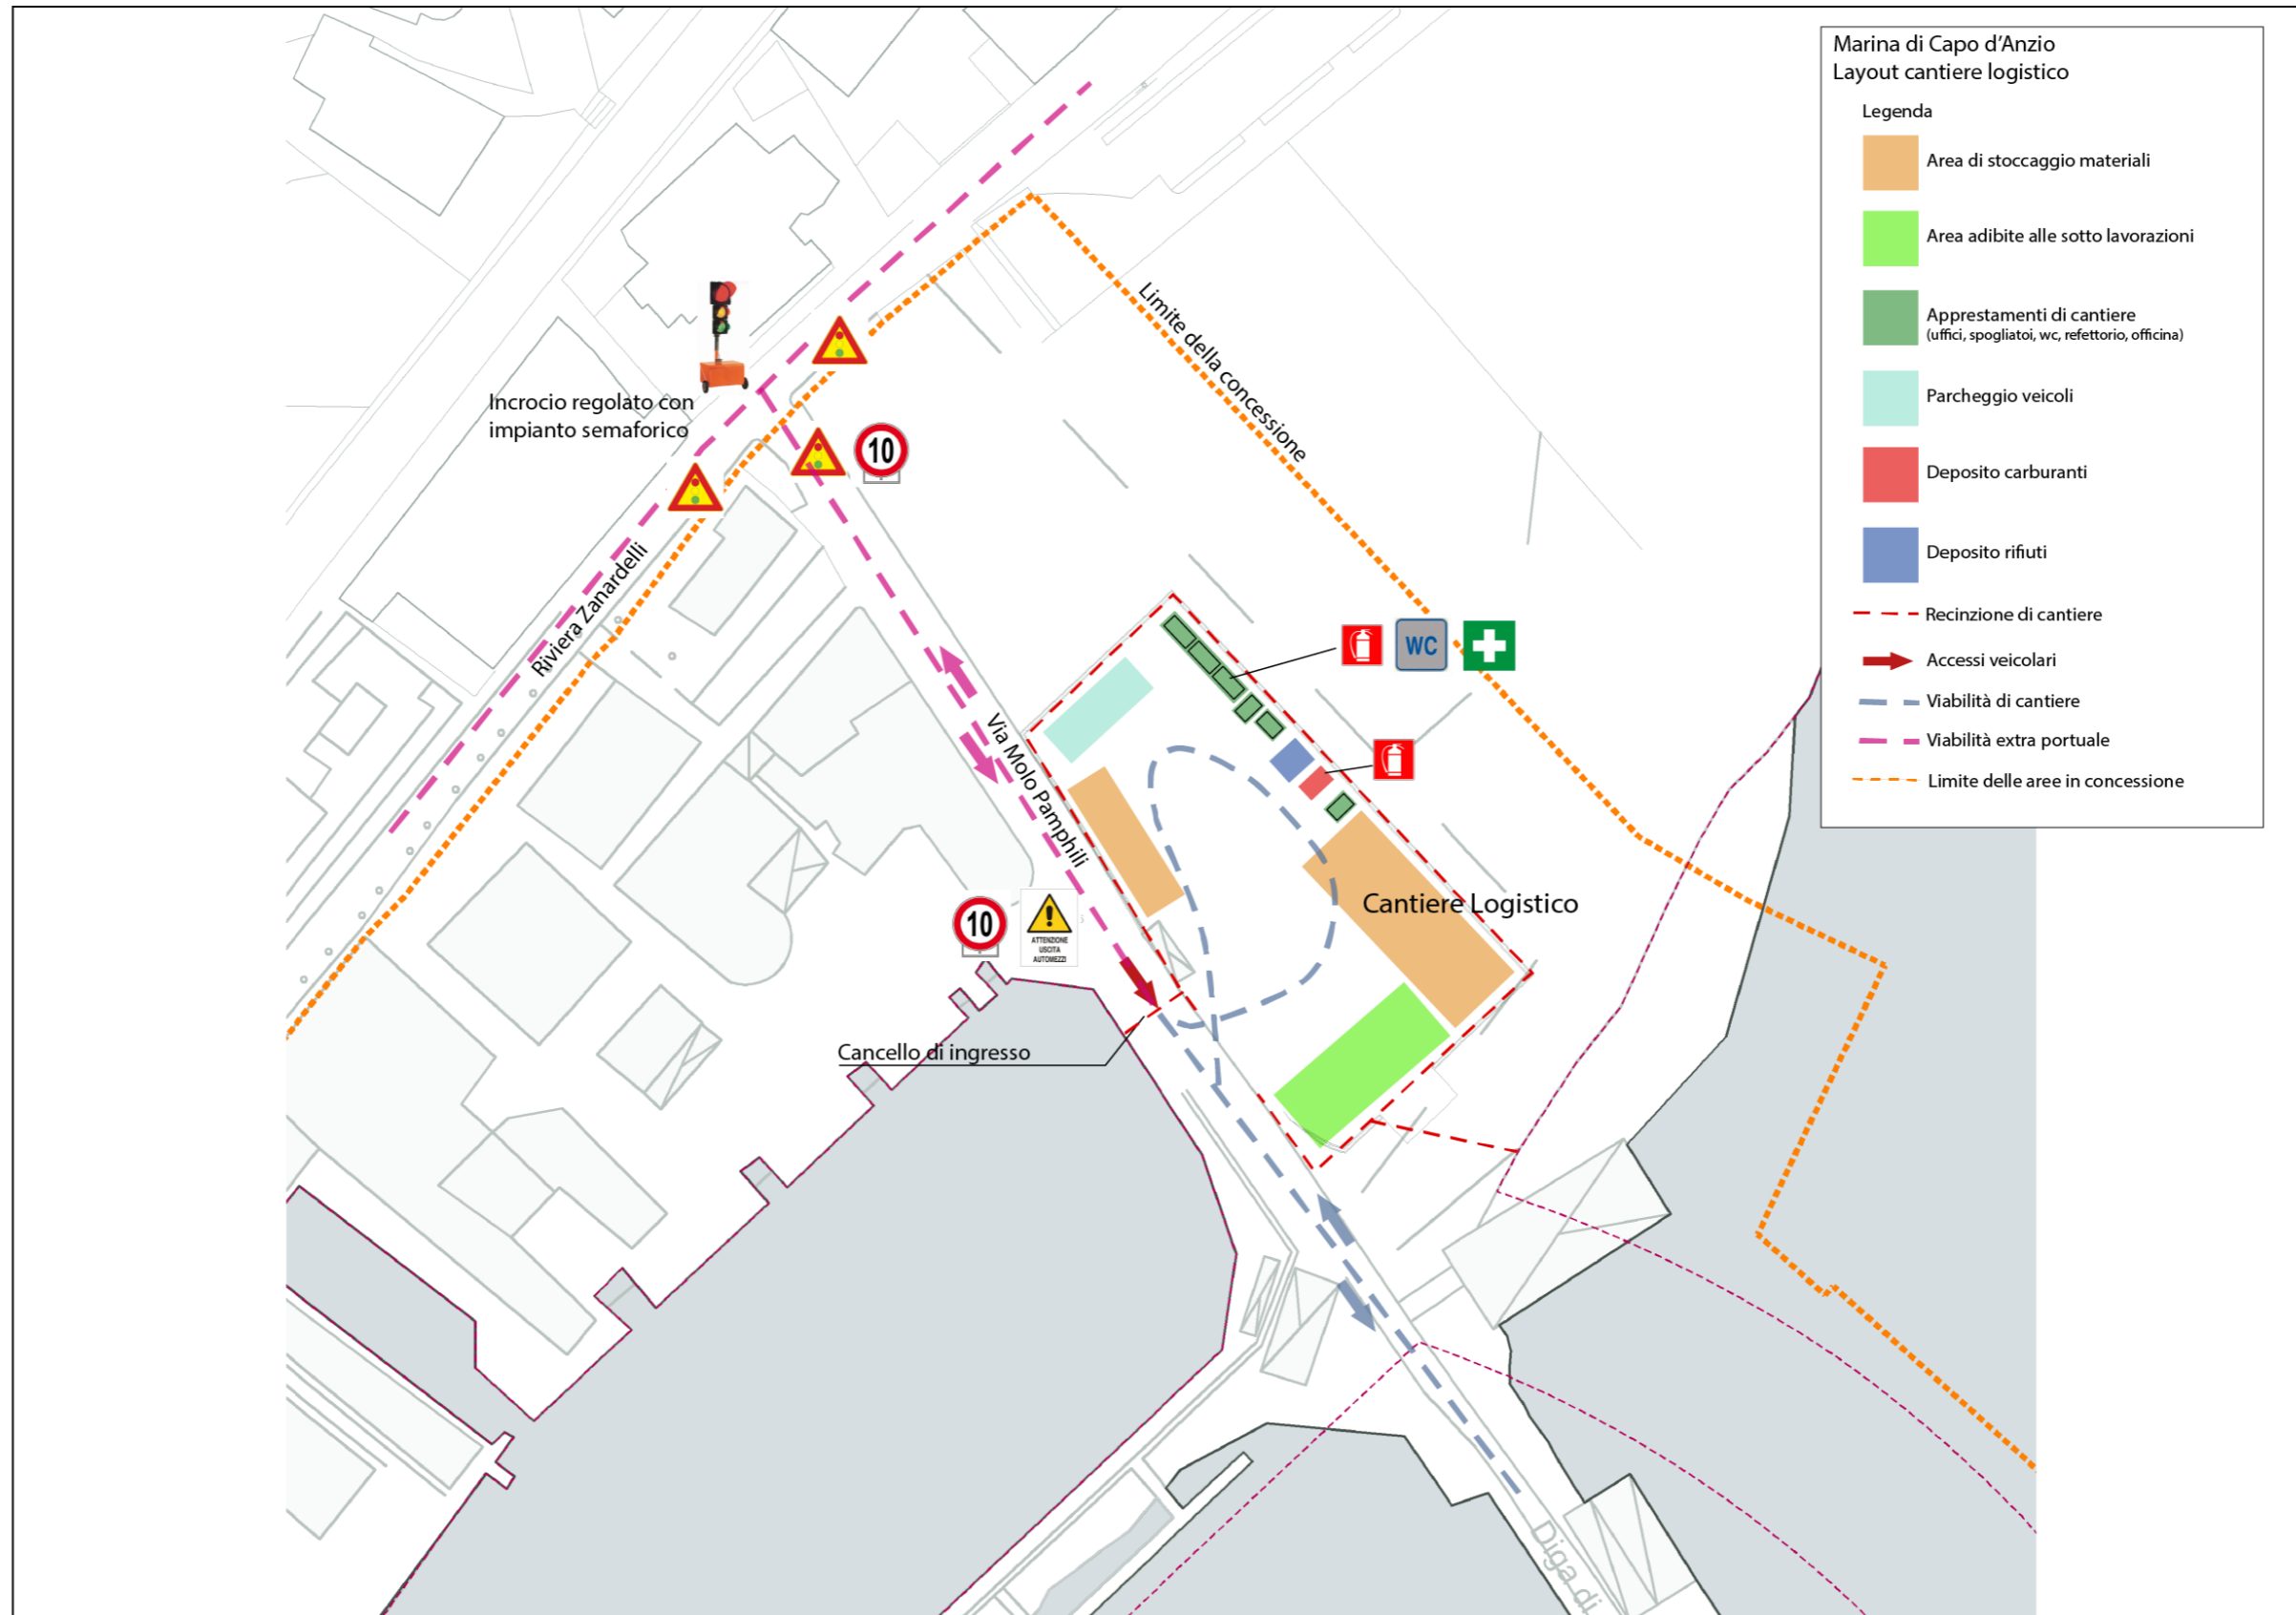 Marina di Capo d'Anzio
Layout cantiere logistico
Legenda
Area di stoccaggio materiali
Area adibite alle sotto lavorazioni
Apprestamenti di cantiere
(uffici, spogliatoi, wc, refettorio, officina)
Parcheggio veicoli
Deposito carburanti
Deposito rifiuti
Recinzione di cantiere
Accessi veicolari
Viabilità di cantiere
Viabilità extra portuale
Limite delle aree in concessione
Limite della concessione
Incrocio regolato con
impianto semaforico
10
Riviera Zanardelli
WC
Via Molo Pamphili
Cantiere Logistico
10
ATTENZIONE
USCITA
AUTOMEZZI
Cancello di ingresso
Diga di